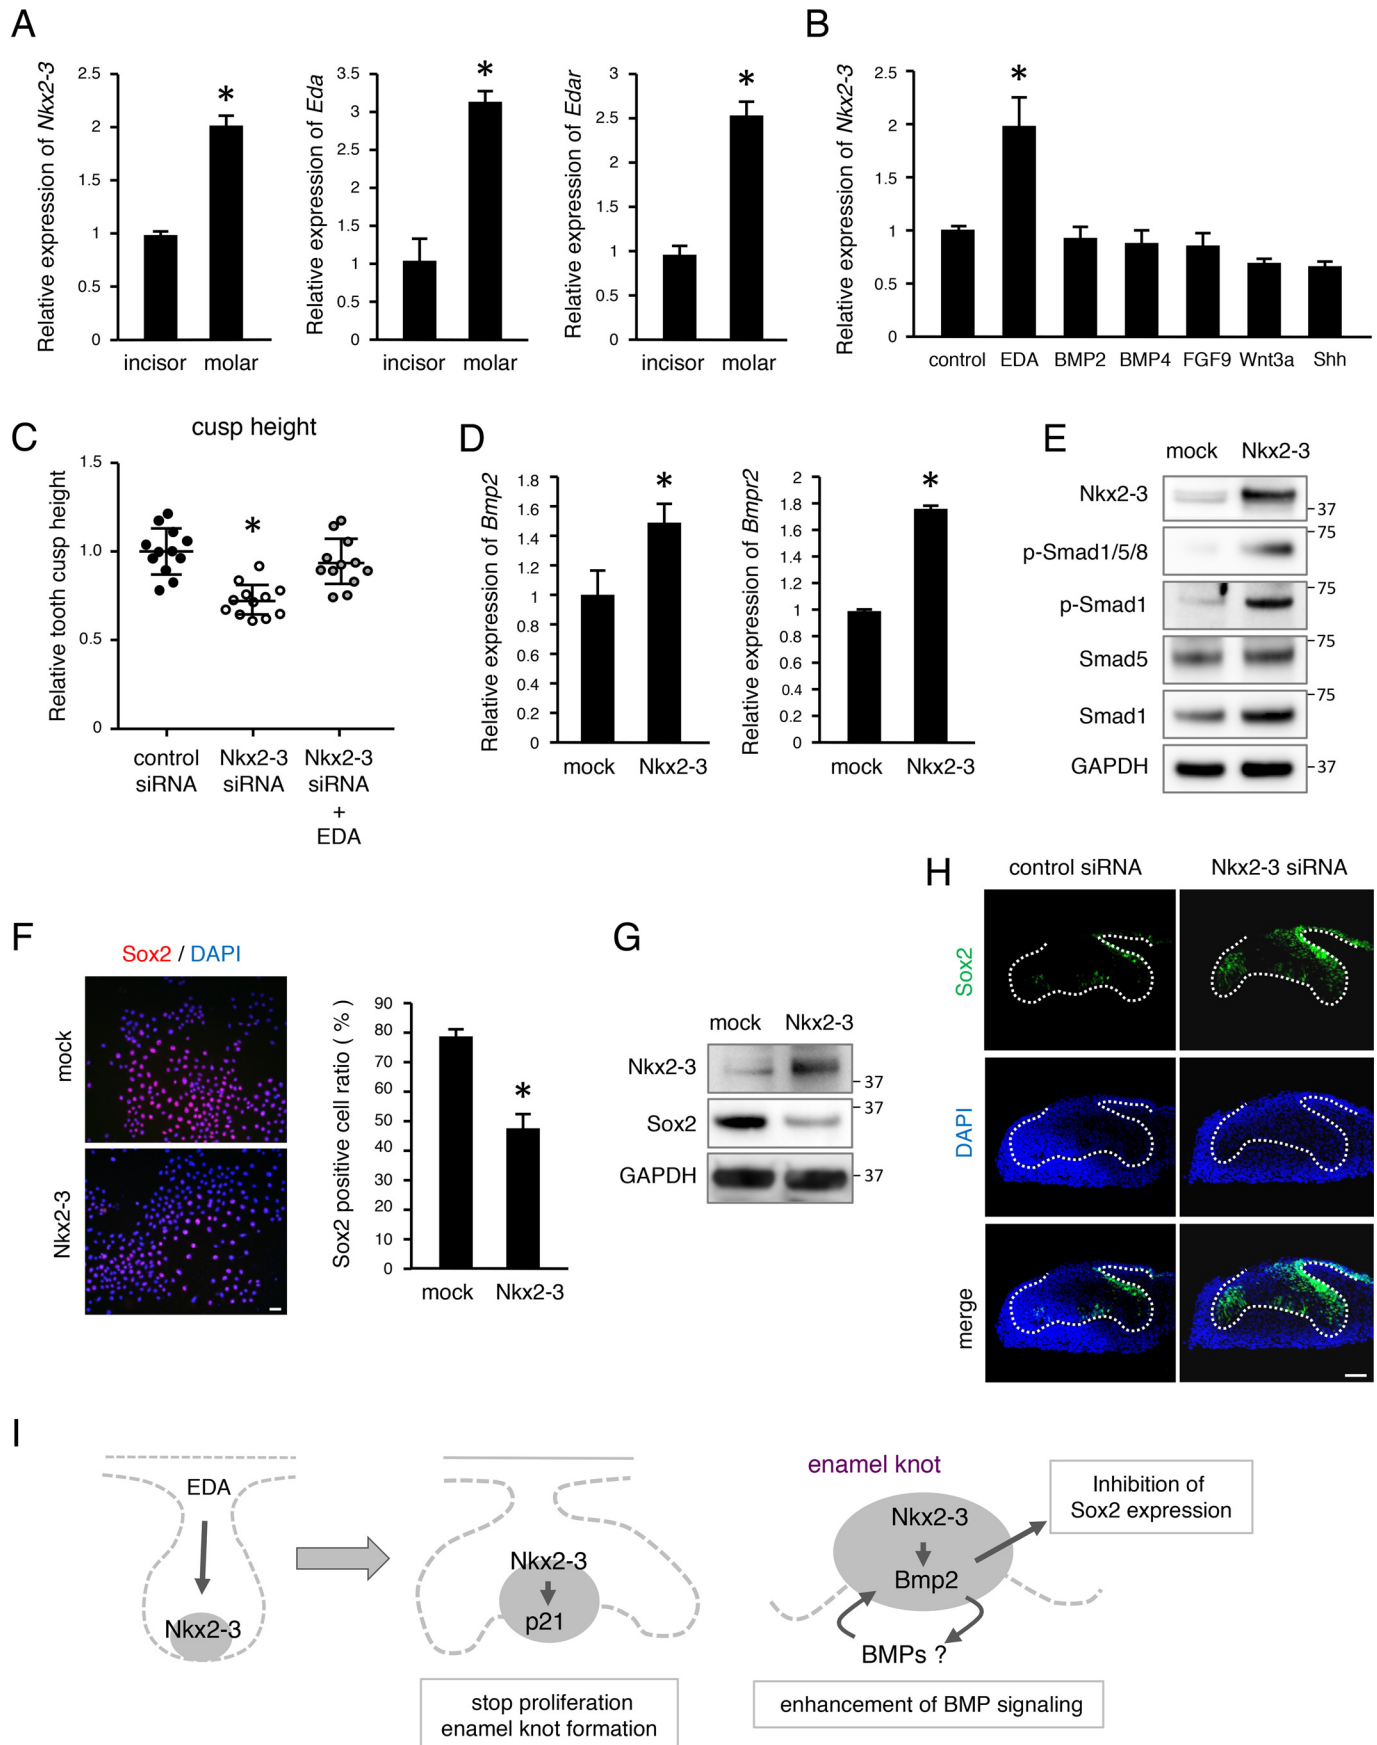 A
Relative expression of Nkx2-3
2.5
2
1.5
1
0.5
0
incisor molar
*
Relative expression of Eda
3.5
3
2.5
2
1.5
1
0.5
0
incisor molar
*
Relative expression of Edar
3
2.5
2
1.5
1
0.5
0
incisor molar
*
B
Relative expression of Nkx2-3
2.5
2
1.5
1
0.5
0
control EDA BMP2 BMP4 FGF9 Wnt3a Shh
*
C
cusp height
Relative tooth cusp height
1.5
1.0
0.5
0
*
control siRNA
Nkx2-3 siRNA
Nkx2-3 siRNA + EDA
D
Relative expression of Bmp2
1.8
1.6
1.4
1.2
1
0.8
0.6
0.4
0.2
0
mock Nkx2-3
*
Relative expression of Bmpr2
2
1.8
1.6
1.4
1.2
1
0.8
0.6
0.4
0.2
0
mock Nkx2-3
*
E
mock Nkx2-3
Nkx2-3
37
75
p-Smad1/5/8
75
p-Smad1
75
Smad5
75
Smad1
GAPDH
37
F
Sox2 / DAPI
mock
Nkx2-3
Sox2 positive cell ratio ( % )
90
80
70
60
50
40
30
20
10
0
mock Nkx2-3
*
G
mock Nkx2-3
Nkx2-3
37
37
Sox2
GAPDH
37
H
control siRNA Nkx2-3 siRNA
Sox2
DAPI
merge
I
EDA
Nkx2-3
Nkx2-3
p21
stop proliferation
enamel knot formation
enamel knot
Nkx2-3
Bmp2
BMPs ?
Inhibition of
Sox2 expression
enhancement of BMP signaling